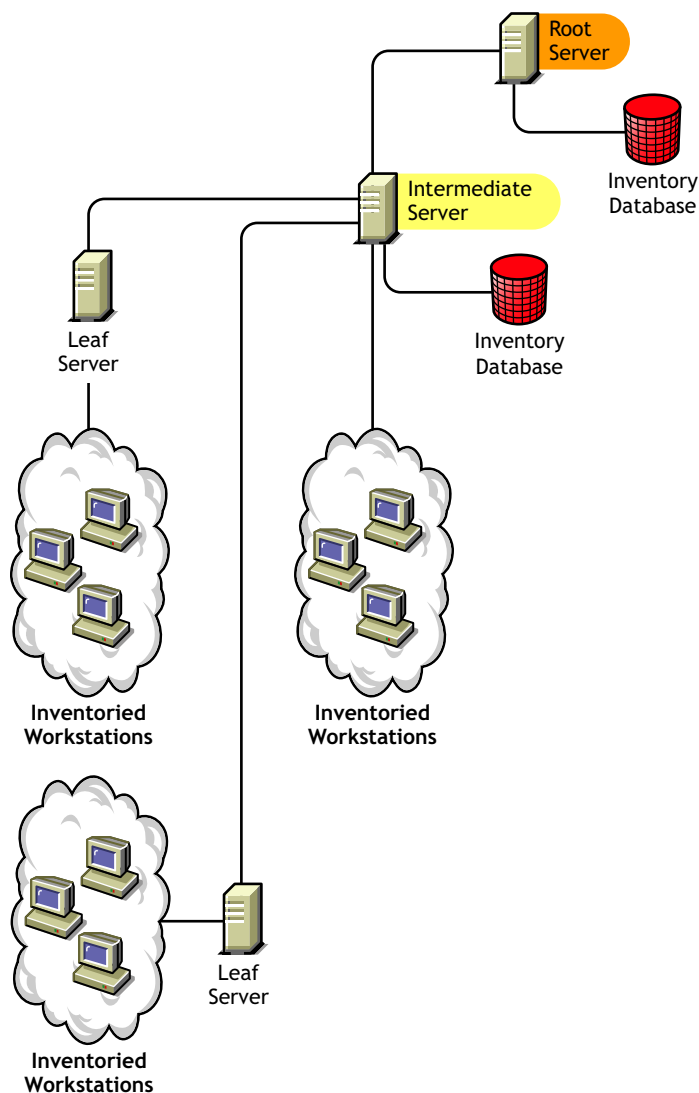 Root
Server
Inventory
Database
Intermediate
Server
Inventory
Database
Leaf
Server
Inventoried
Workstations
Inventoried
Workstations
Leaf
Server
Inventoried
Workstations